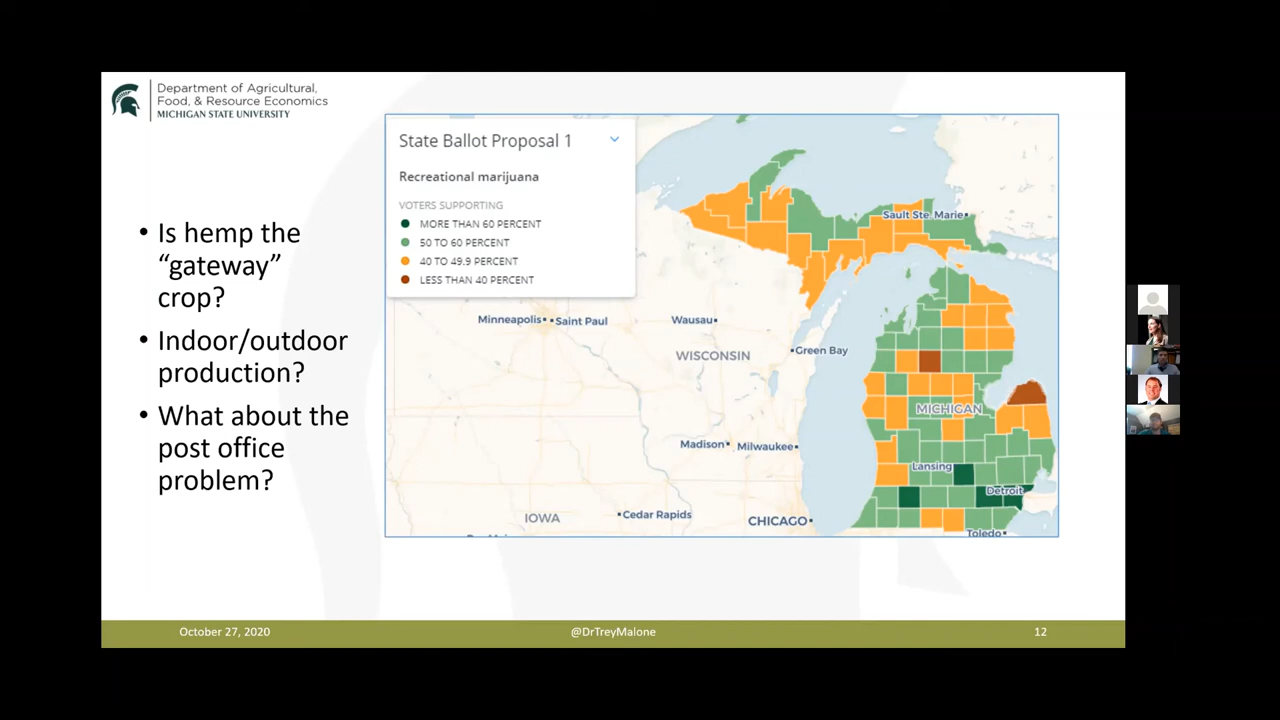 Department of Agricultural,
Food, & Resource Economics
MICHIGAN STATE UNIVERSITY
• Is hemp the
“gateway”
crop?
• Indoor/outdoor
production?
• What about the
post office
problem?
State Ballot Proposal 1
Recreational marijuana
VOTERS SUPPORTING
MORE THAN 60 PERCENT
50 TO 60 PERCENT
40 TO 49.9 PERCENT
LESS THAN 40 PERCENT
Sault Ste. Marie
Minneapolis
Saint Paul
Wausau
WISCONSIN
Green Bay
MICHIGAN
Madison
Milwaukee
Lansing
Detroit
IOWA
Cedar Rapids
CHICAGO
Toledo
October 27, 2020
@DrTreyMalone
12